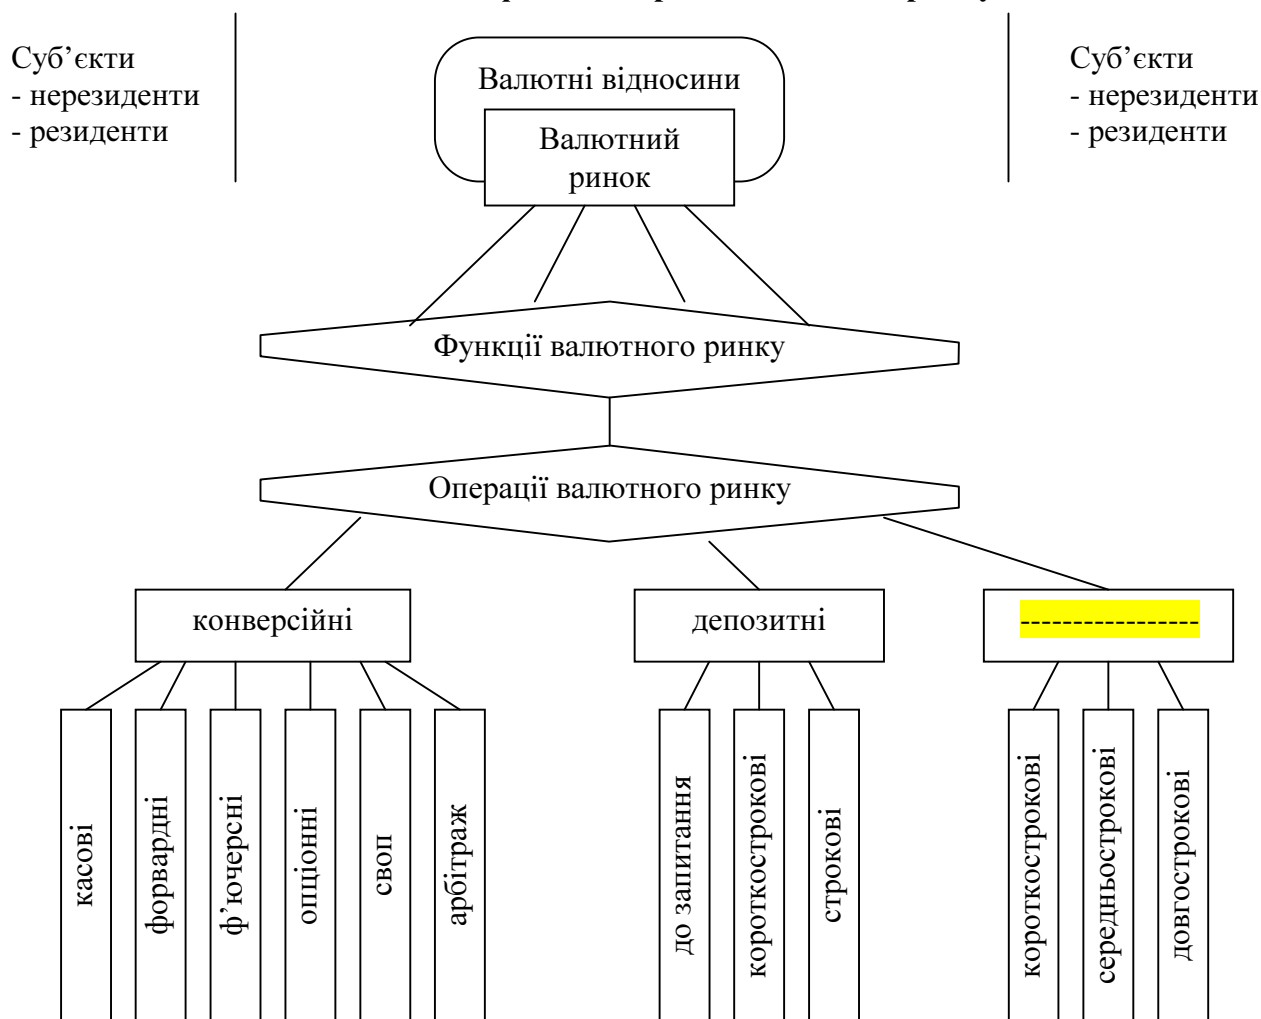 Суб’єкти
- нерезиденти
- резиденти
Валютні відносини
Валютний
ринок
Суб’єкти
- нерезиденти
- резиденти
Функції валютного ринку
Операції валютного ринку
конверсійні
депозитні
-----------------
касові
форвардні
ф’ючерсні
опціонні
своп
арбітраж
до запитання
короткострокові
строкові
короткострокові
середньострокові
довгострокові